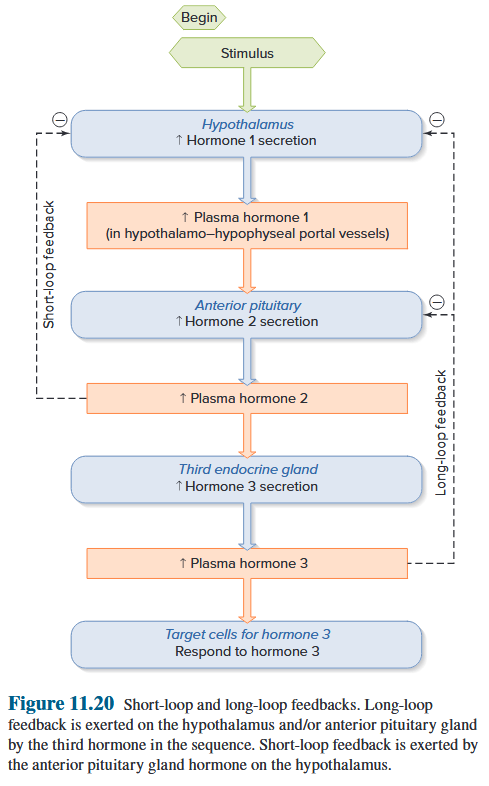 Begin
Stimulus
Hypothalamus
↑ Hormone 1 secretion
↑ Plasma hormone 1
(in hypothalamo–hypophyseal portal vessels)
Short-loop feedback
Anterior pituitary
↑ Hormone 2 secretion
↑ Plasma hormone 2
Long-loop feedback
Third endocrine gland
↑ Hormone 3 secretion
↑ Plasma hormone 3
Target cells for hormone 3
Respond to hormone 3
Figure 11.20 Short-loop and long-loop feedbacks. Long-loop
feedback is exerted on the hypothalamus and/or anterior pituitary gland
by the third hormone in the sequence. Short-loop feedback is exerted by
the anterior pituitary gland hormone on the hypothalamus.